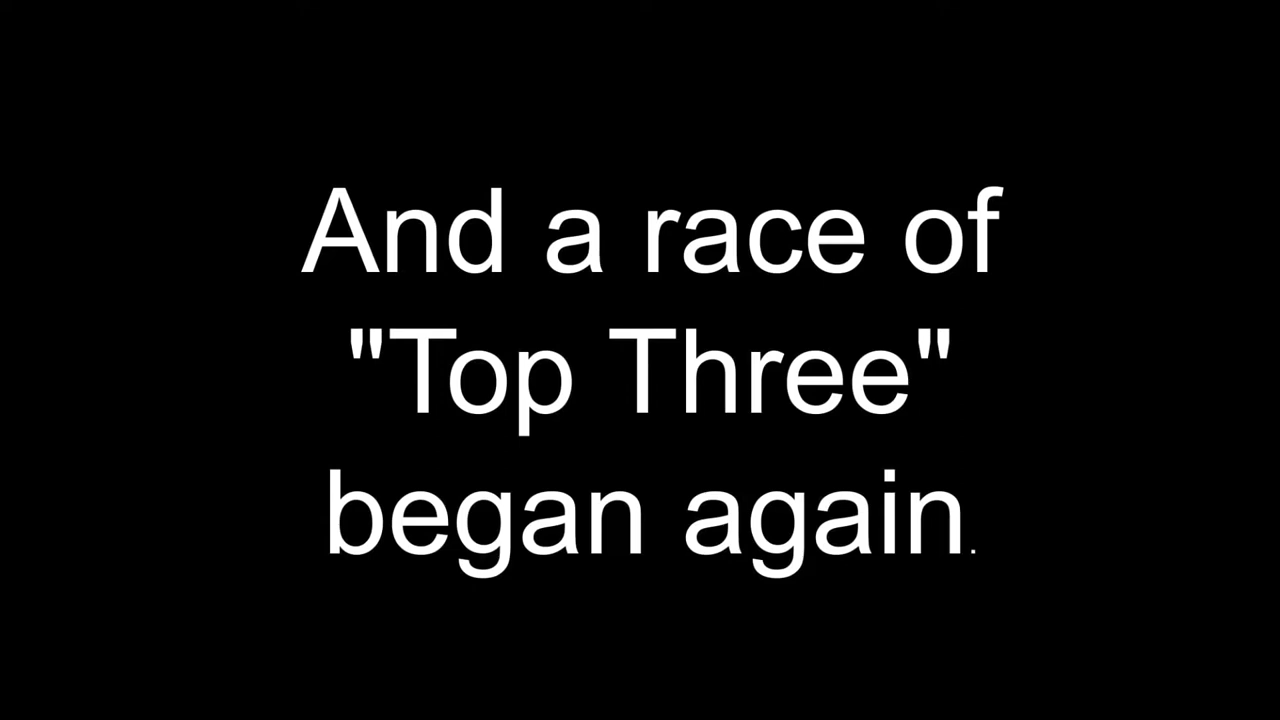 And a race of
"Top Three"
began again.